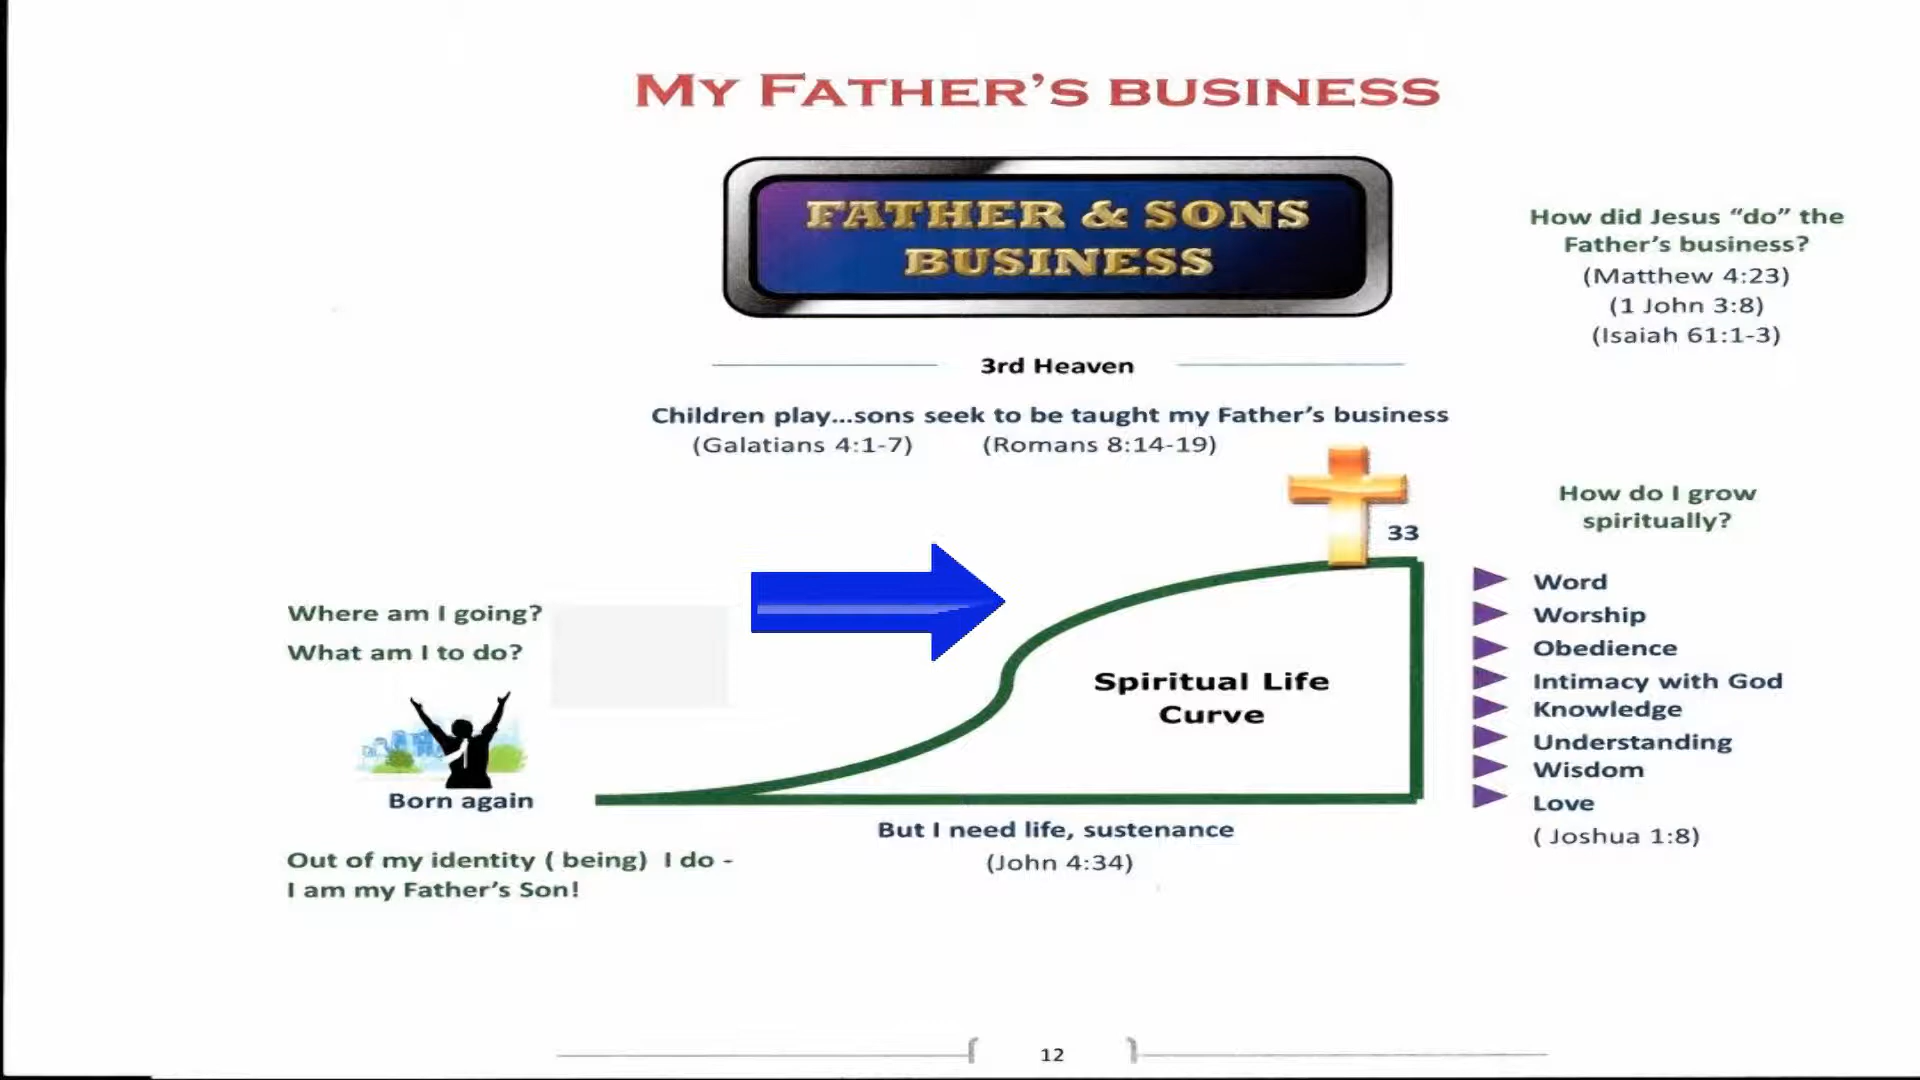 MY FATHER'S BUSINESS
FATHER & SONS
BUSINESS
How did Jesus “do” the
Father’s business?
(Matthew 4:23)
(1 John 3:8)
(Isaiah 61:1-3)
3rd Heaven
Children play...sons seek to be taught my Father’s business
(Galatians 4:1-7) (Romans 8:14-19)
33
How do I grow
spiritually?
Word
Worship
Obedience
Intimacy with God
Knowledge
Understanding
Wisdom
Love
( Joshua 1:8)
Where am I going?
What am I to do?
Spiritual Life
Curve
Born again
But I need life, sustenance
(John 4:34)
Out of my identity ( being) I do -
I am my Father’s Son!
12